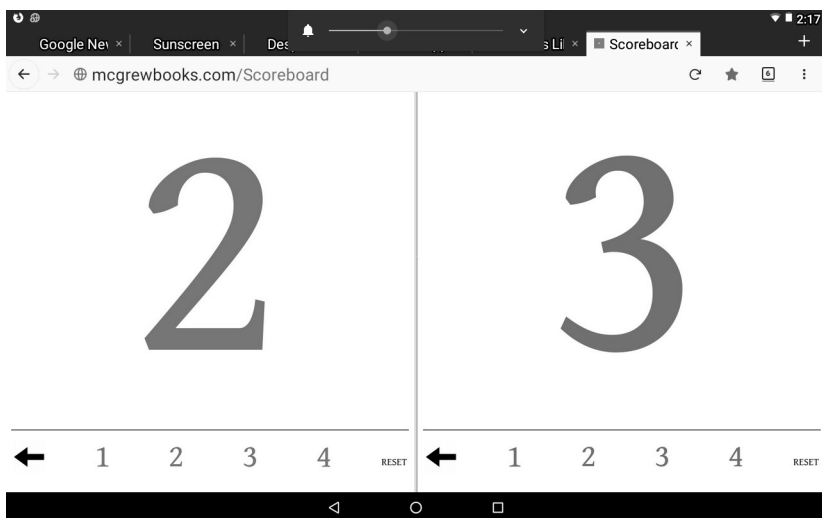 2:17
Google Nev Sunscreen Des s Lil Scoreboard
mcgrewbooks.com/Scoreboard 6
2 3
1 2 3 4 RESET 1 2 3 4 RESET